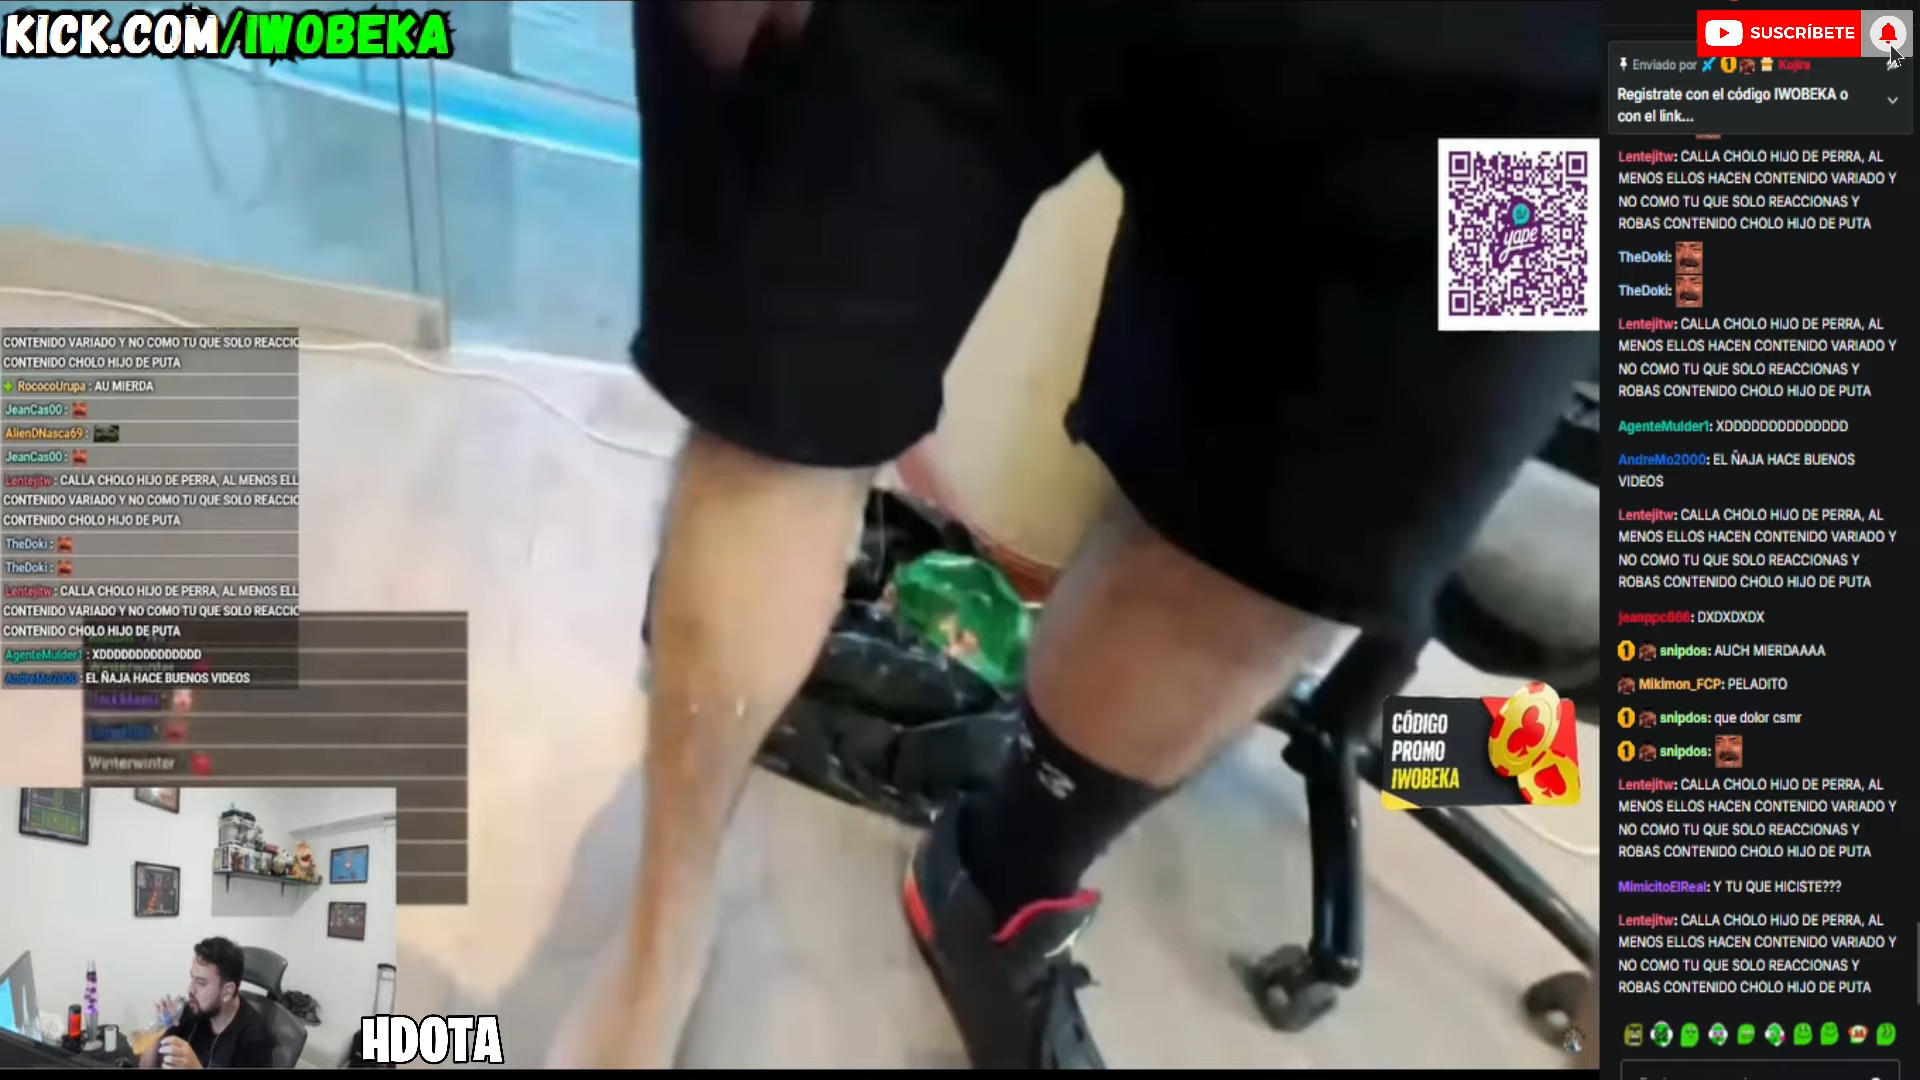 KICK.COM/IWOBEKA
SUSCRÍBETE
Enviado por
Kojira
Registrate con el código IWOBEKA o
con el link...
Lentejitw: CALLA CHOLO HIJO DE PERRA, AL
MENOS ELLOS HACEN CONTENIDO VARIADO Y
NO COMO TU QUE SOLO REACCIONAS Y
ROBAS CONTENIDO CHOLO HIJO DE PUTA
TheDoki:
TheDoki:
Lentejitw: CALLA CHOLO HIJO DE PERRA, AL
MENOS ELLOS HACEN CONTENIDO VARIADO Y
NO COMO TU QUE SOLO REACCIONAS Y
ROBAS CONTENIDO CHOLO HIJO DE PUTA
AgenteMulder1: XDDDDDDDDDDDDDDD
AndreMo2000: EL ÑAJA HACE BUENOS
VIDEOS
Lentejitw: CALLA CHOLO HIJO DE PERRA, AL
MENOS ELLOS HACEN CONTENIDO VARIADO Y
NO COMO TU QUE SOLO REACCIONAS Y
ROBAS CONTENIDO CHOLO HIJO DE PUTA
jeanppc666: DXDXDXDX
1 snipdos: AUCH MIERDAAAA
Mikimon_FCP: PELADITO
1 snipdos: que dolor csmr
1 snipdos:
Lentejitw: CALLA CHOLO HIJO DE PERRA, AL
MENOS ELLOS HACEN CONTENIDO VARIADO Y
NO COMO TU QUE SOLO REACCIONAS Y
ROBAS CONTENIDO CHOLO HIJO DE PUTA
MimicitoElReal: Y TU QUE HICISTE???
Lentejitw: CALLA CHOLO HIJO DE PERRA, AL
MENOS ELLOS HACEN CONTENIDO VARIADO Y
NO COMO TU QUE SOLO REACCIONAS Y
ROBAS CONTENIDO CHOLO HIJO DE PUTA
S/
yape
CÓDIGO
PROMO
IWOBEKA
CONTENIDO VARIADO Y NO COMO TU QUE SOLO REACCIO
CONTENIDO CHOLO HIJO DE PUTA
RococoUrupa : AU MIERDA
JeanCas00 :
AlienDNasca69 :
JeanCas00 :
Lentejitw : CALLA CHOLO HIJO DE PERRA, AL MENOS ELL
CONTENIDO VARIADO Y NO COMO TU QUE SOLO REACCIO
CONTENIDO CHOLO HIJO DE PUTA
TheDoki :
TheDoki :
Lentejitw : CALLA CHOLO HIJO DE PERRA, AL MENOS ELL
CONTENIDO VARIADO Y NO COMO TU QUE SOLO REACCIO
CONTENIDO CHOLO HIJO DE PUTA
AgenteMulder1 : XDDDDDDDDDDDDDDD
Winterwinter
AndreMo2000 : EL ÑAJA HACE BUENOS VIDEOS
Winterwinter
HDOTA